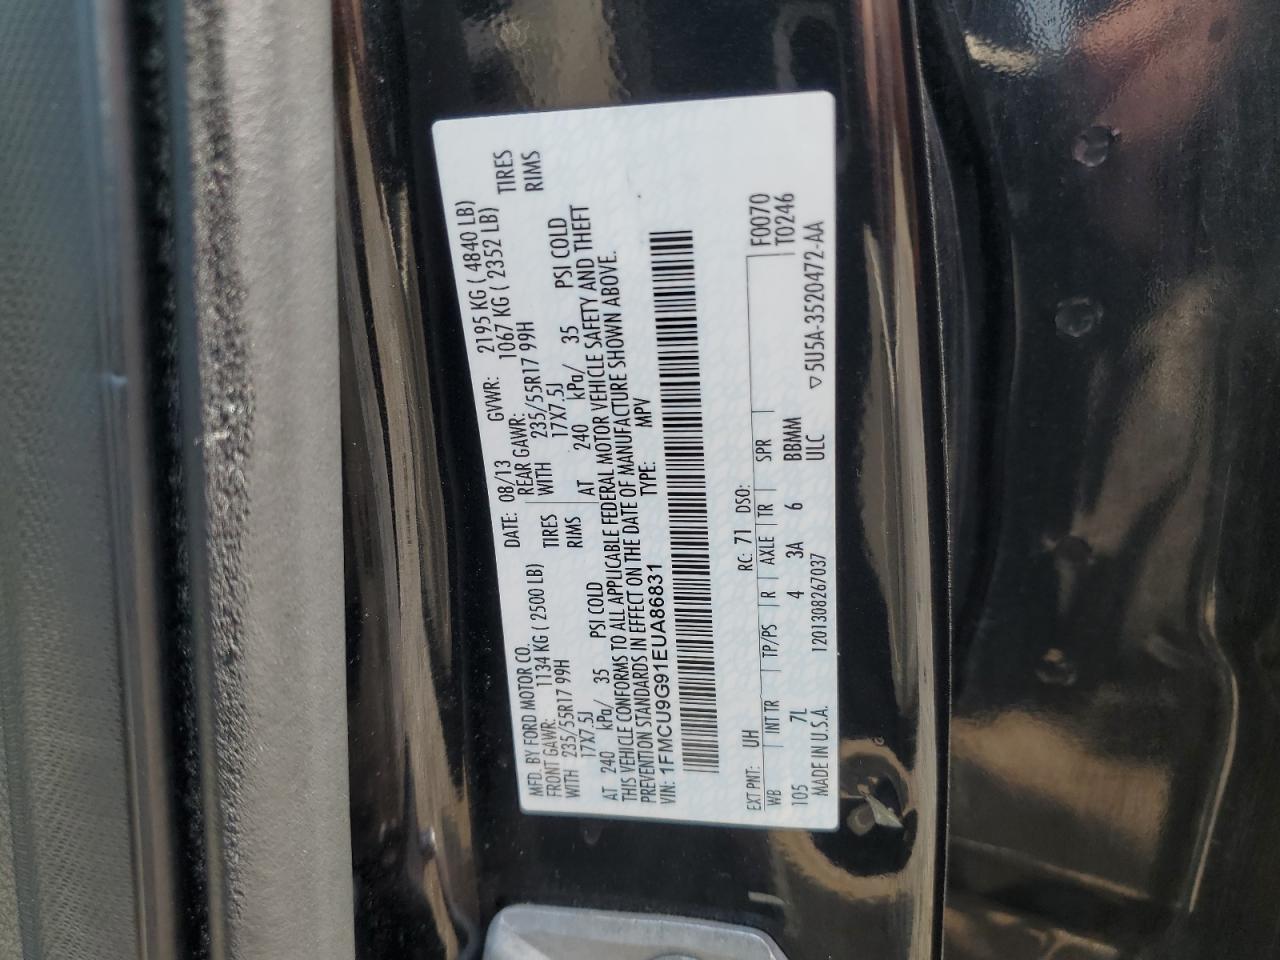 MFD. BY FORD MOTOR CO.
DATE: 08/13 GVWR: 2195 KG ( 4840 LB)
FRONT GAWR: 1134 KG ( 2500 LB) REAR GAWR: 1067 KG ( 2352 LB)
WITH 235/55R17 99H TIRES WITH 235/55R17 99H TIRES
17X7.5J RIMS 17X7.5J RIMS
AT 240 kPa/ 35 PSI COLD AT 240 kPa/ 35 PSI COLD
THIS VEHICLE CONFORMS TO ALL APPLICABLE FEDERAL MOTOR VEHICLE SAFETY AND THEFT
PREVENTION STANDARDS IN EFFECT ON THE DATE OF MANUFACTURE SHOWN ABOVE.
VIN: 1FMCU9G91EUA86831 TYPE: MPV
EXT PNT: UH RC: 71 DSO: F0070
WB INT TR TP/PS R AXLE TR SPR T0246
105 7L 4 3A 6 BBMM
MADE IN U.S.A. 1201308267037 ULC ▽5U5A-3520472-AA